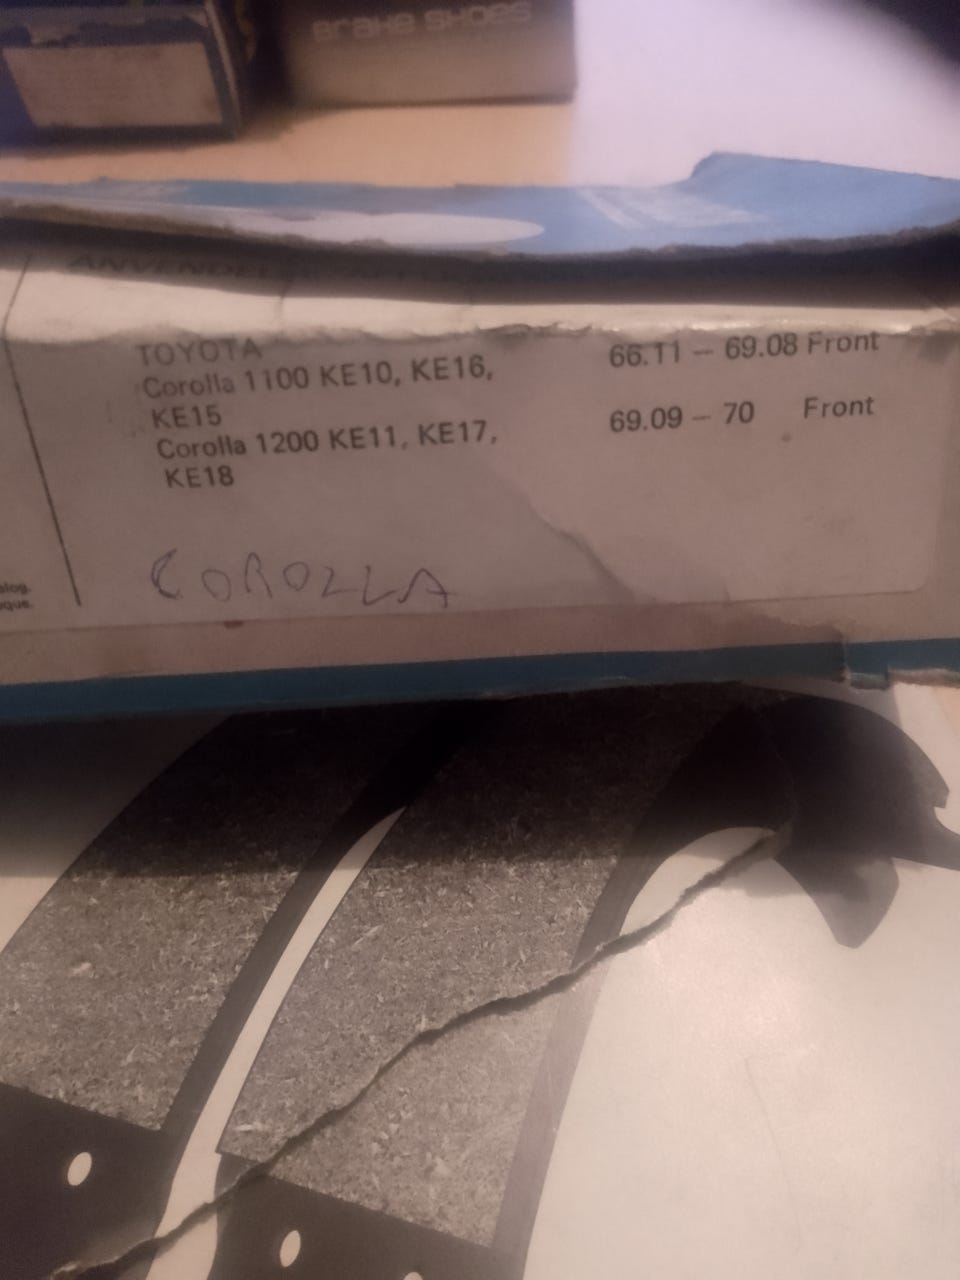 Brake shoes
TOYOTA
Corolla 1100 KE10, KE16, 66.11 – 69.08 Front
KE15
Corolla 1200 KE11, KE17, 69.09 – 70 Front
KE18
COROLLA